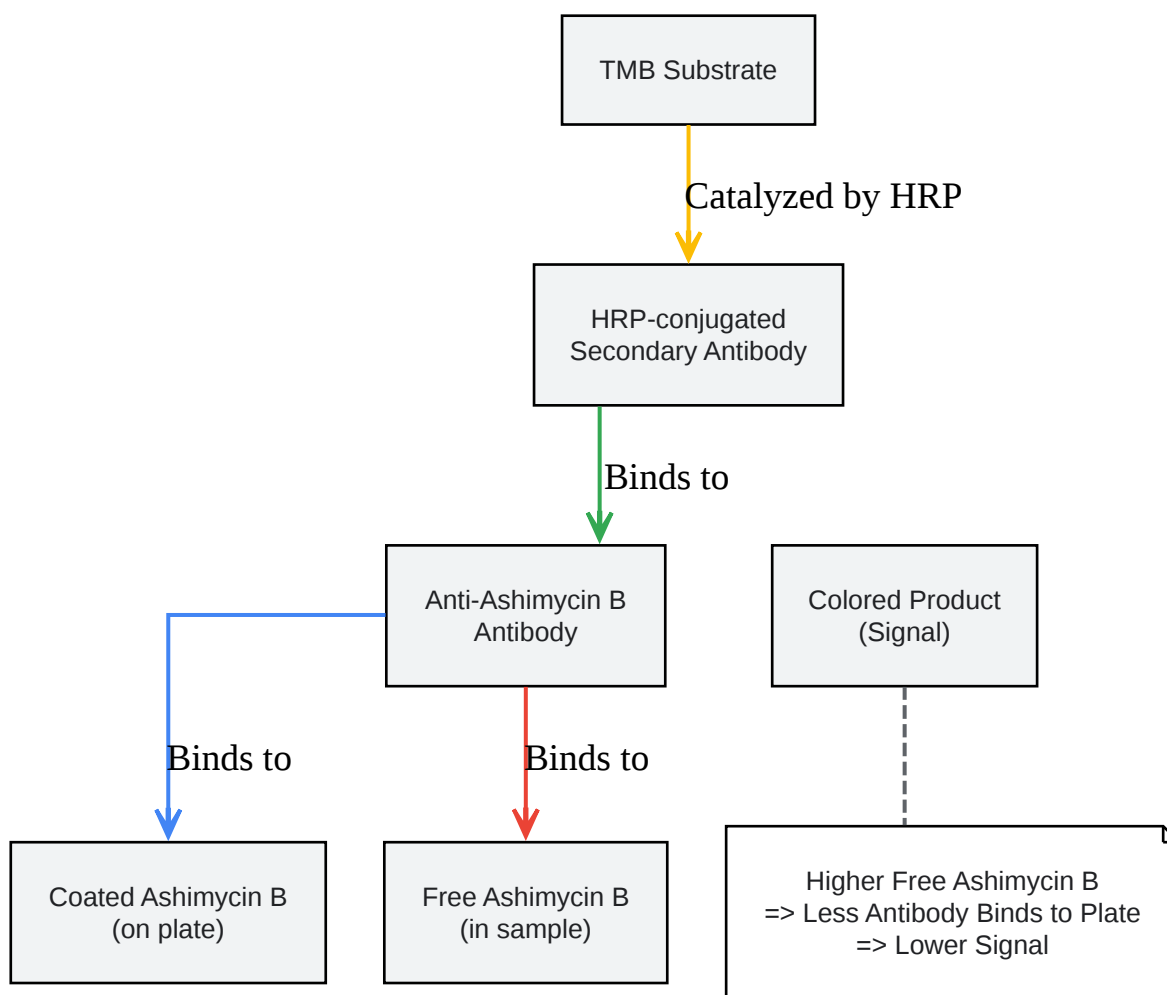 TMB Substrate
Catalyzed by HRP
HRP-conjugated
Secondary Antibody
Binds to
Anti-Ashimycin B
Antibody
Colored Product
(Signal)
Binds to
Binds to
Coated Ashimycin B
(on plate)
Free Ashimycin B
(in sample)
Higher Free Ashimycin B
=> Less Antibody Binds to Plate
=> Lower Signal